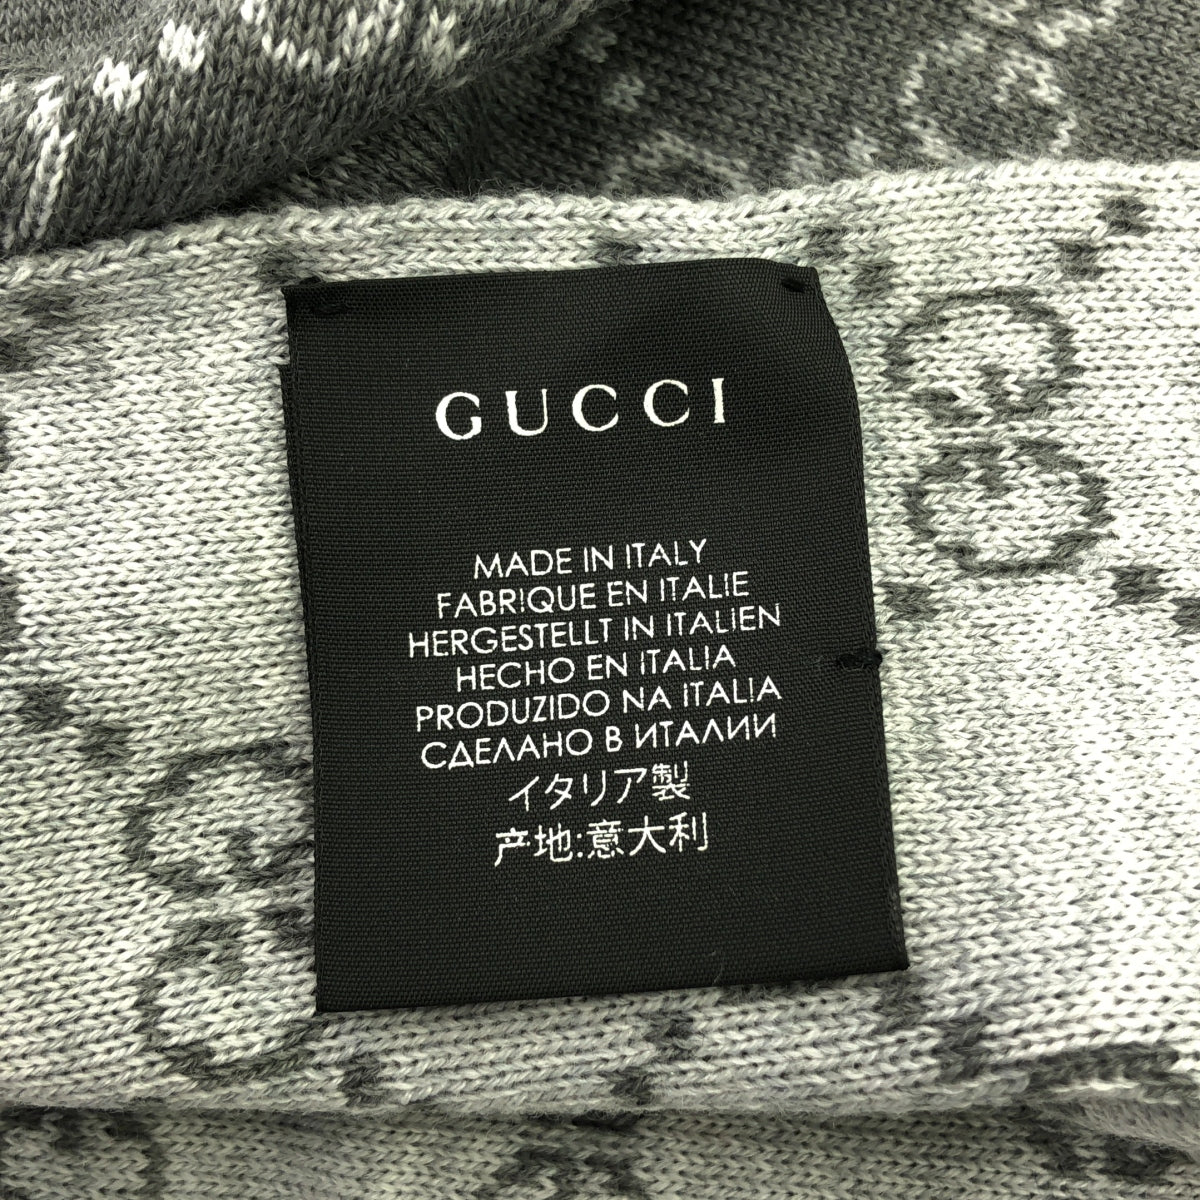 GUCCI
MADE IN ITALY
FABRIQUE EN ITALIE
HERGESTELLT IN ITALIEN
HECHO EN ITALIA
PRODUZIDO NA ITALIA
СДЕЛАНО В ИТАЛИИ
イタリア製
产地:意大利